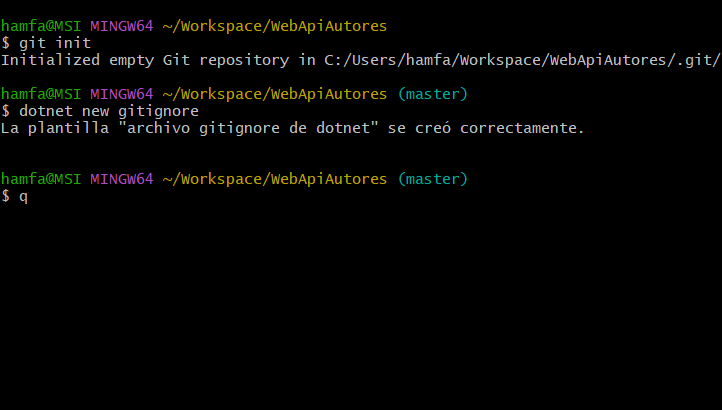 hamfa@MSI MINGW64 ~/Workspace/WebApiAutores
$ git init
Initialized empty Git repository in C:/Users/hamfa/Workspace/WebApiAutores/.git/
hamfa@MSI MINGW64 ~/Workspace/WebApiAutores (master)
$ dotnet new gitignore
La plantilla "archivo gitignore de dotnet" se creó correctamente.
hamfa@MSI MINGW64 ~/Workspace/WebApiAutores (master)
$ q